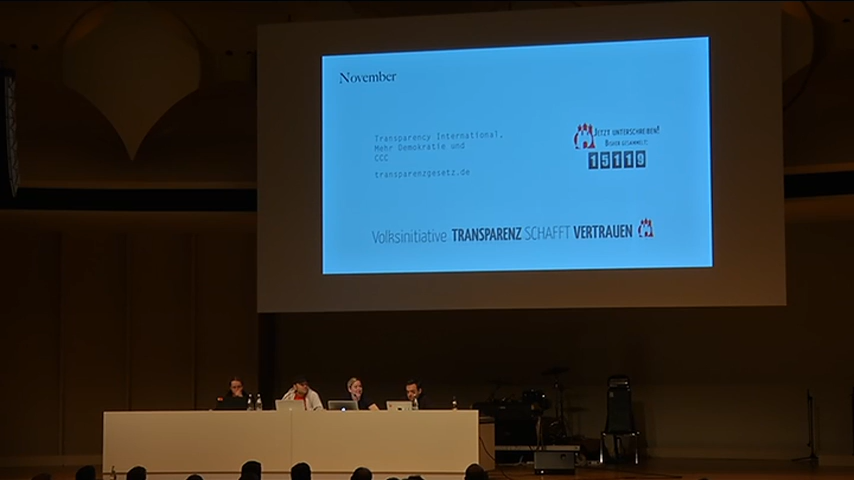 November
Transparency International,
Mehr Demokratie und
CCC
transparenzgesetz.de
JETZT UNTERSCHREIBEN!
BISHER GESAMMELT:
15119
Volksinitiative TRANSPARENZ SCHAFFT VERTRAUEN